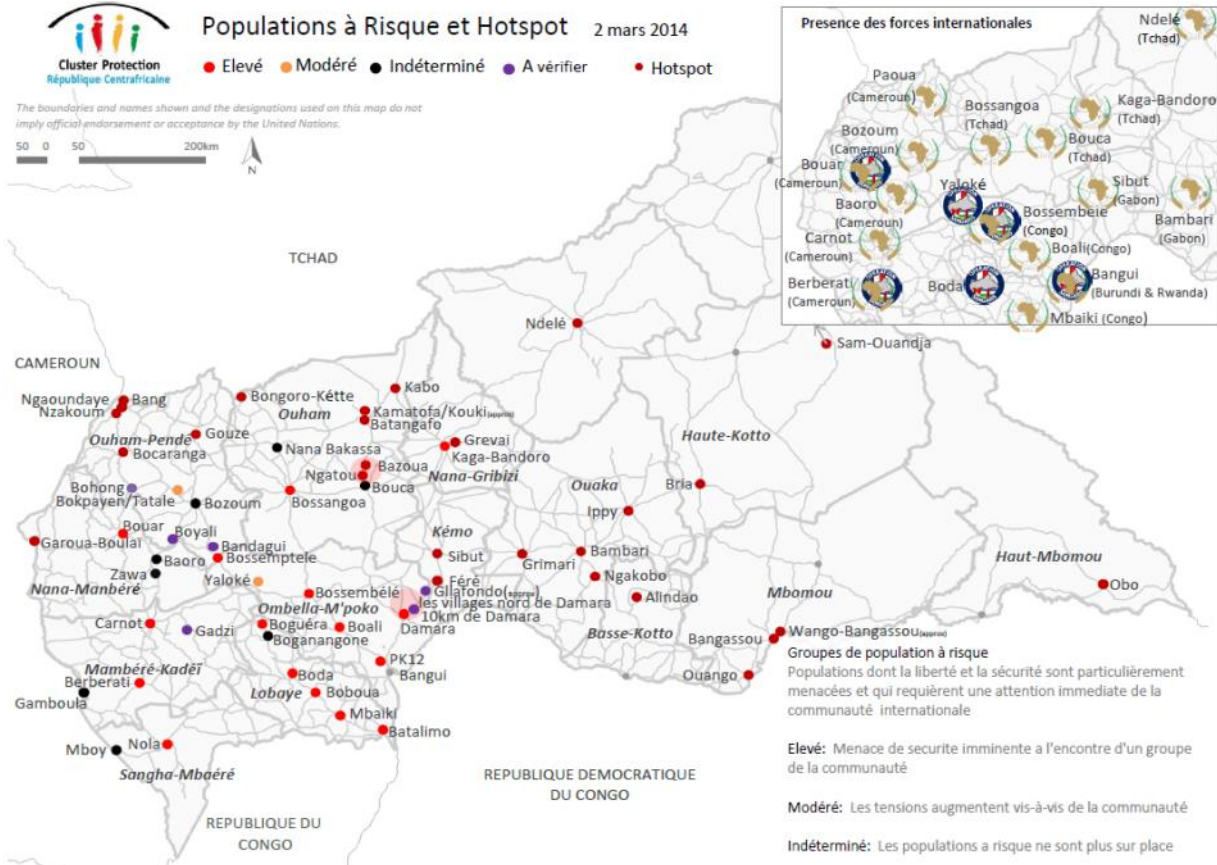 Populations à Risque et Hotspot 2 mars 2014
Cluster Protection
République Centrafricaine
Elevé
Modéré
Indéterminé
A vérifier
Hotspot
The boundaries and names shown and the designations used on this map do not
imply official endorsement or acceptance by the United Nations.
50 0 50 200km
N
Presence des forces internationales
Ndelé
(Tchad)
Paoua
(Cameroun)
Bossangoa
(Tchad)
Kaga-Bandoro
(Tchad)
Bozoum
(Cameroun)
Bouca
(Tchad)
Bouar
(Cameroun)
Yaloké
Sibut
(Gabon)
Baoro
(Cameroun)
Bossembeie
(Congo)
Bambari
(Gabon)
Carnot
(Cameroun)
Boali(Congo)
Berberati
(Cameroun)
Boda
Bangui
(Burundi & Rwanda)
Mbaiki (Congo)
TCHAD
CAMEROUN
Ndelé
Sam-Ouandja
Ngaoundaye
Bang
Nzakoum
Bongoro-Kétte
Kabo
Ouham
Kamatofa/Kouki(approx)
Batangafo
Gouze
Ouham-Pendé
Bocaranga
Nana Bakassa
Grevai
Kaga-Bandoro
Haute-Kotto
Bazoua
Ngatou
Nana-Gribizi
Bouca
Bohong
Bokpayen/Tatale
Bozoum
Bossangoa
Ouaka
Bria
Ippy
Bouar
Boyali
Kémo
Garoua-Boulaï
Bandagui
Baoro
Bossemptele
Sibut
Grimari
Bambari
Haut-Mbomou
Zawa
Nana-Manbéré
Yaloké
Féré
Ngakobo
Obo
Bossembélé
Gllafondo(approx)
Alindao
Mbomou
Ombella-M'poko
les villages nord de Damara
10km de Damara
Carnot
Gadzi
Boguéra
Boali
Damara
Basse-Kotto
Wango-Bangassou(approx)
Boganangone
Bangassou
Mambéré-Kadéï
PK12
Bangui
Ouango
Berberati
Boda
Gamboula
Lobaye
Boboua
Mbaiki
Batalimo
Mboy
Nola
Sangha-Mbaéré
REPUBLIQUE DEMOCRATIQUE
DU CONGO
REPUBLIQUE DU
CONGO
Groupes de population à risque
Populations dont la liberté et la sécurité sont particulièrement
menacées et qui requièrent une attention immediate de la
communauté internationale
Elevé: Menace de securite imminente a l'encontre d'un groupe
de la communauté
Modéré: Les tensions augmentent vis-à-vis de la communauté
Indéterminé: Les populations a risque ne sont plus sur place